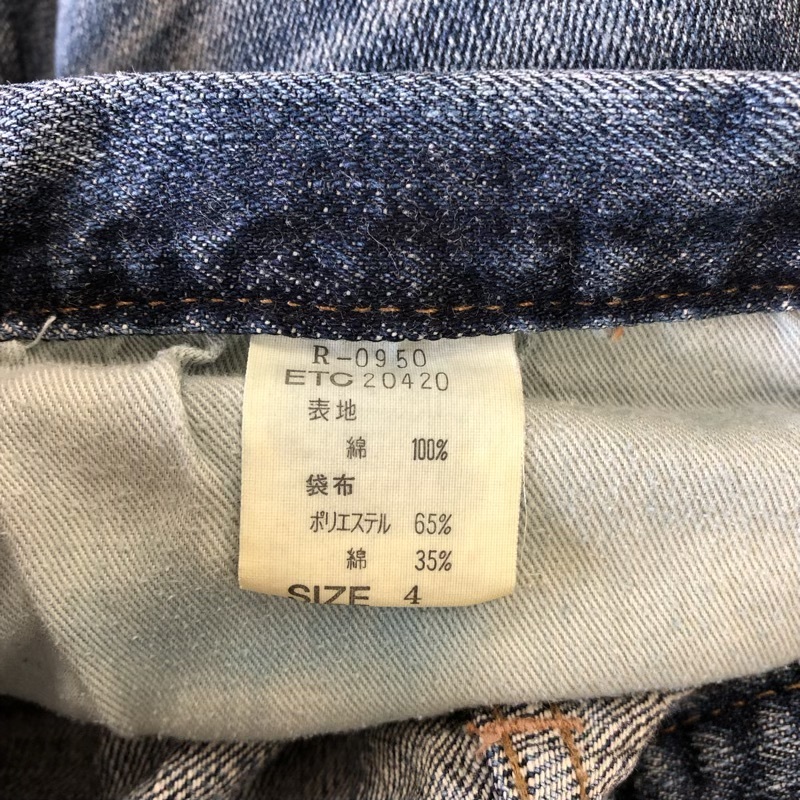 R-0950
ETC 20420
表地
綿 100%
袋布
ポリエステル 65%
綿 35%
SIZE 4